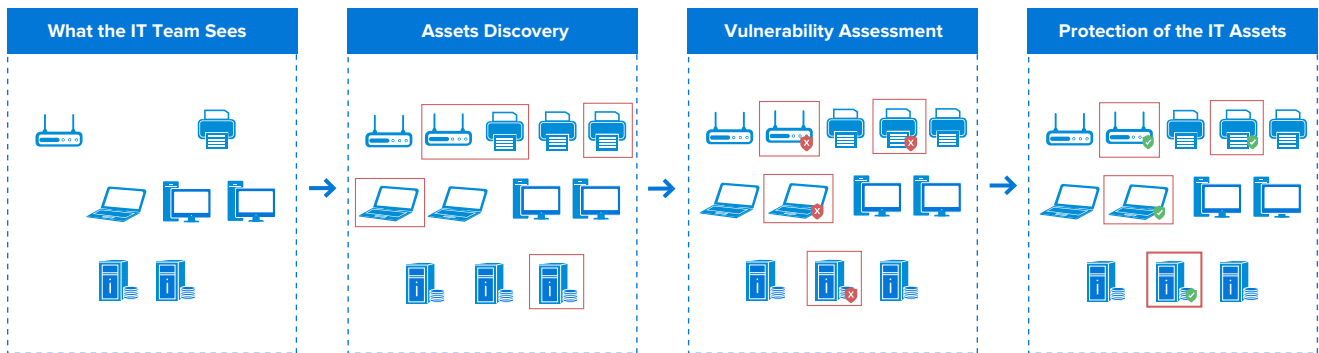 What the IT Team Sees
Assets Discovery
Vulnerability Assessment
Protection of the IT Assets